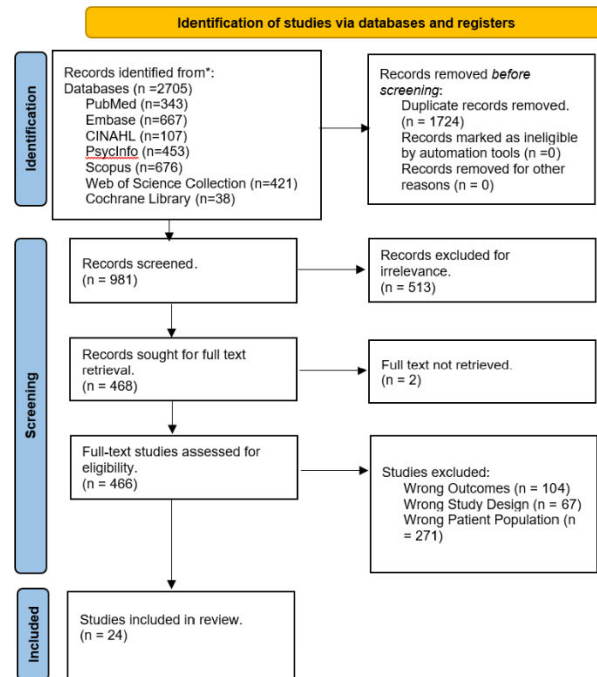 Identification of studies via databases and registers
Identification
Records identified from*:
Databases (n =2705)
PubMed (n=343)
Embase (n=667)
CINAHL (n=107)
PsycInfo (n=453)
Scopus (n=676)
Web of Science Collection (n=421)
Cochrane Library (n=38)
Records removed before
screening:
Duplicate records removed.
(n = 1724)
Records marked as ineligible
by automation tools (n =0)
Records removed for other
reasons (n = 0)
Screening
Records screened.
(n = 981)
Records excluded for
irrelevance.
(n = 513)
Records sought for full text
retrieval.
(n = 468)
Full text not retrieved.
(n = 2)
Full-text studies assessed for
eligibility.
(n = 466)
Studies excluded:
Wrong Outcomes (n = 104)
Wrong Study Design (n = 67)
Wrong Patient Population (n
= 271)
Included
Studies included in review.
(n = 24)